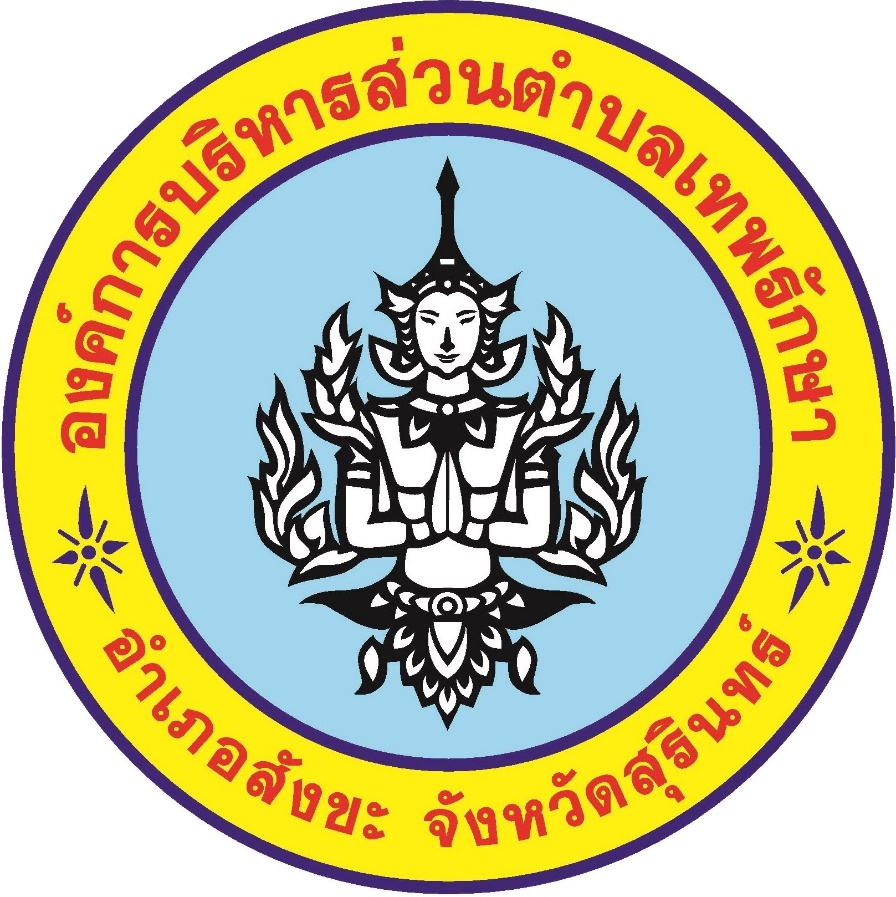 องค์การบริหารส่วนตำบลเทพรักษา
อำเภอสังขะ จังหวัดสุรินทร์